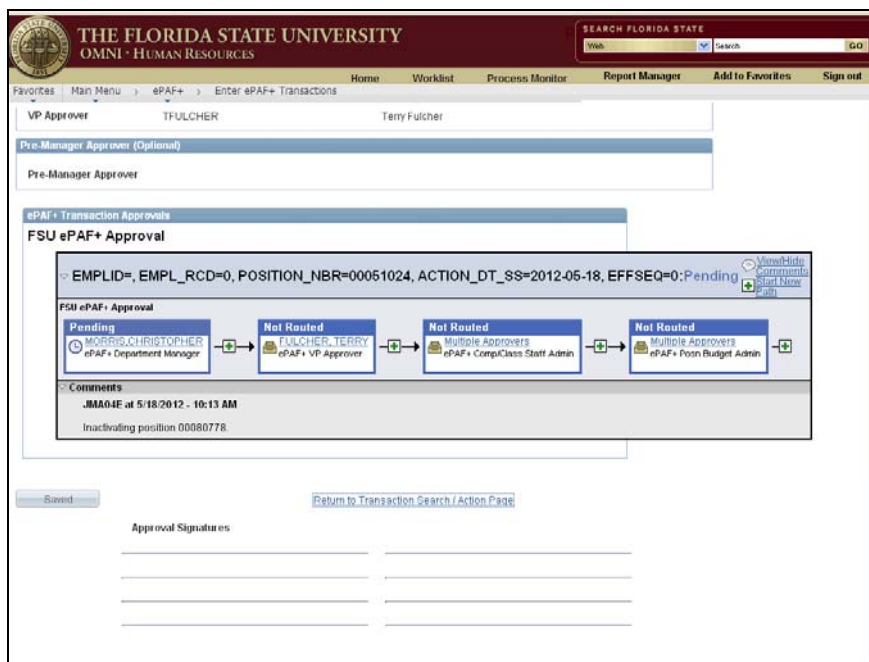 THE FLORIDA STATE UNIVERSITY
OMNI · HUMAN RESOURCES
SEARCH FLORIDA STATE
Web Search GO
Home Worklist Process Monitor Report Manager Add to Favorites Sign out
Favorites Main Menu > ePAF+ > Enter ePAF+ Transactions
VP Approver TFULCHER Terry Fulcher
Pre-Manager Approver (Optional)
Pre-Manager Approver
ePAF+ Transaction Approvals
FSU ePAF+ Approval
EMPLID=, EMPL_RCD=0, POSITION_NBR=00051024, ACTION_DT_SS=2012-05-18, EFFSEQ=0:Pending
View/Hide
Comments
Start New
Path
FSU ePAF+ Approval
Pending
MORRIS,CHRISTOPHER
ePAF+ Department Manager
Not Routed
FULCHER, TERRY
ePAF+ VP Approver
Not Routed
Multiple Approvers
ePAF+ Comp/Class Staff Admin
Not Routed
Multiple Approvers
ePAF+ Posn Budget Admin
Comments
JMA04E at 5/18/2012 - 10:13 AM
Inactivating position 00080778.
Saved
Return to Transaction Search / Action Page
Approval Signatures